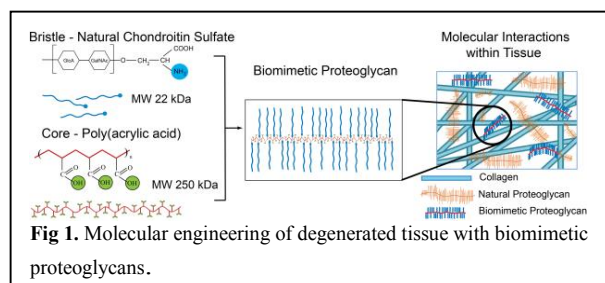 Bristle - Natural Chondroitin Sulfate
COOH
GlcA
GalNAc
O
NH₂
MW 22 kDa
Core - Poly(acrylic acid)
C
O
OH
C
O
OH
C
O
OH
MW 250 kDa
Biomimetic Proteoglycan
Molecular Interactions
within Tissue
Collagen
Natural Proteoglycan
Biomimetic Proteoglycan
Fig 1. Molecular engineering of degenerated tissue with biomimetic
proteoglycans.